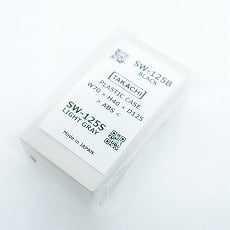 SW-125B
BLACK
TAKACHI
PLASTIC CASE
W70 × H40 × D125
> ABS <
SW-125S
LIGHT GRAY
Made in JAPAN